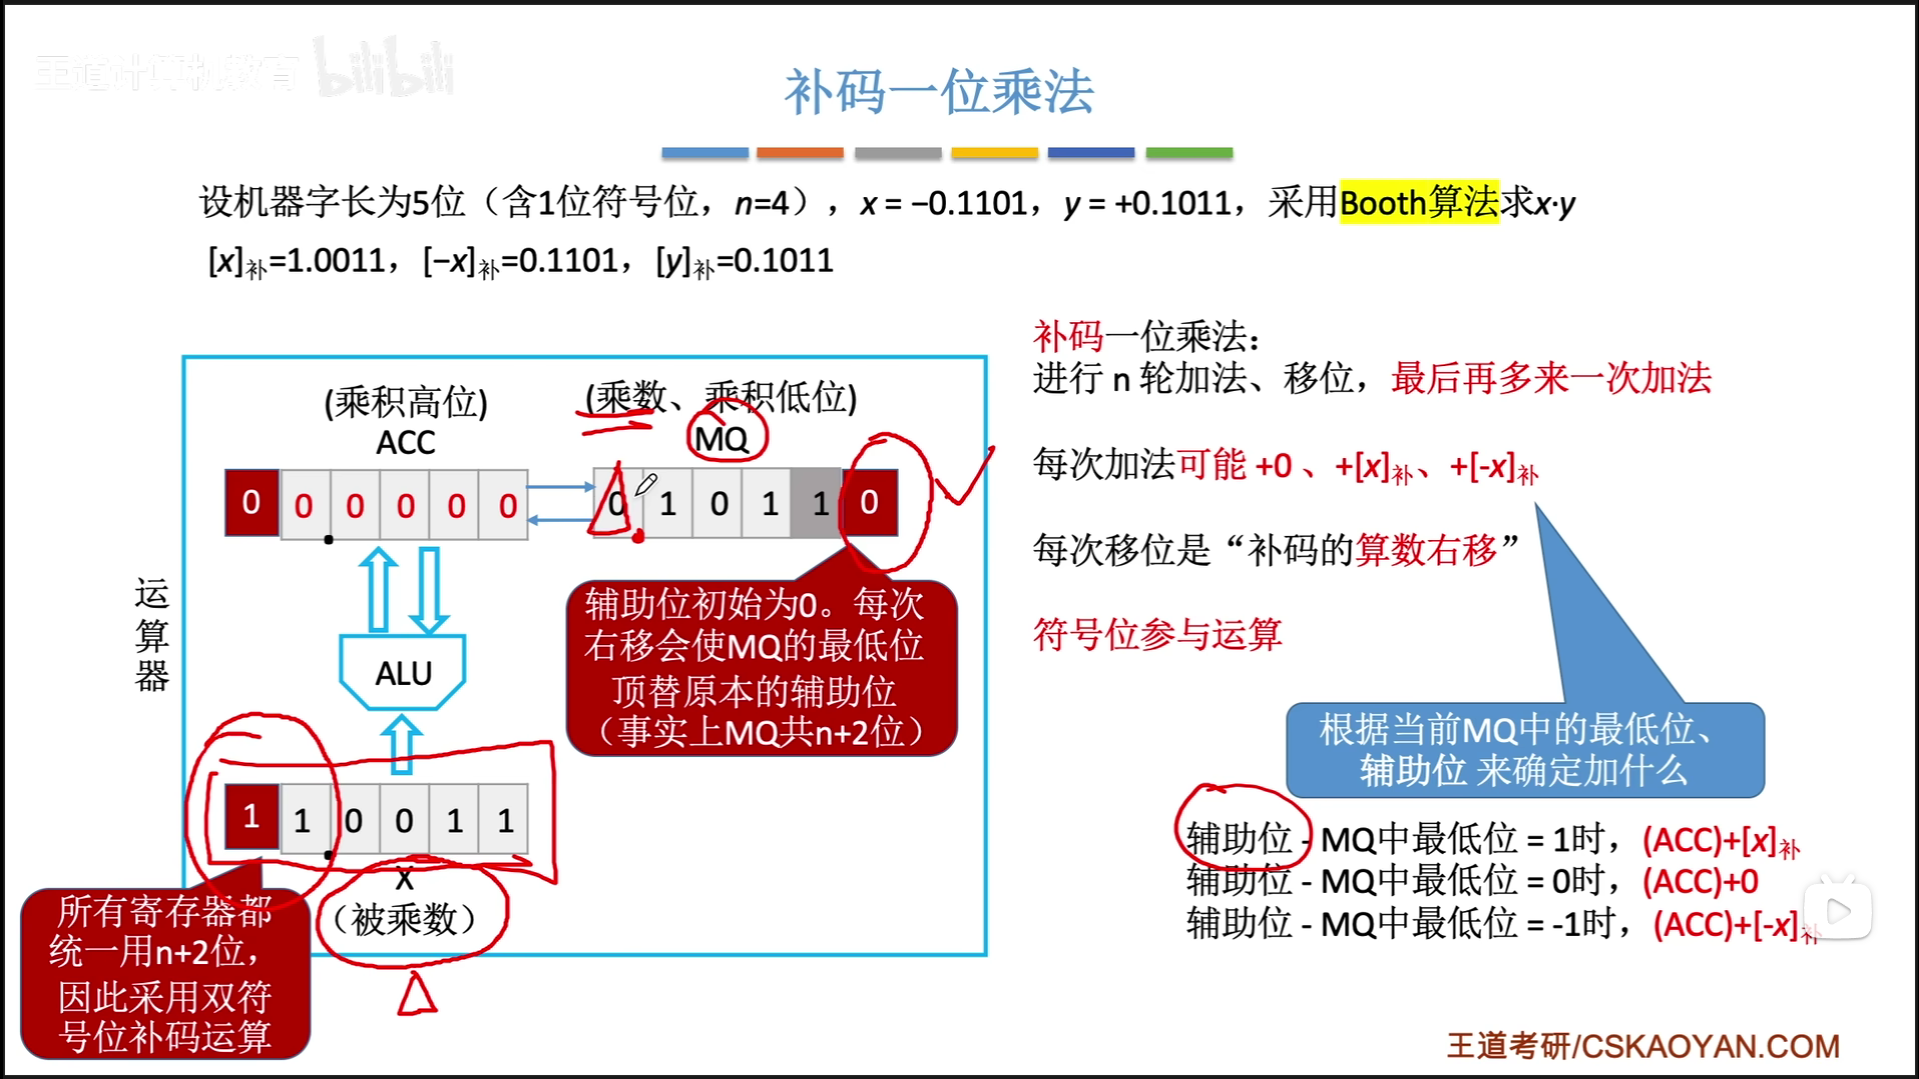 王道计算机教育 bilibili
补码一位乘法
设机器字长为5位（含1位符号位，n=4），x = −0.1101，y = +0.1011，采用Booth算法求x·y
[x]补=1.0011，[−x]补=0.1101，[y]补=0.1011
补码一位乘法：
进行 n 轮加法、移位，最后再多来一次加法
每次加法可能 +0 、+[x]补、+[-x]补
每次移位是“补码的算数右移”
符号位参与运算
(乘积高位)
ACC
(乘数、乘积低位)
MQ
0 0 0 0 0 0
0 1 0 1 1 0
运算器
ALU
辅助位初始为0。每次
右移会使MQ的最低位
顶替原本的辅助位
（事实上MQ共n+2位）
1 1 0 0 1 1
X
（被乘数）
所有寄存器都
统一用n+2位，
因此采用双符
号位补码运算
根据当前MQ中的最低位、
辅助位 来确定加什么
辅助位 - MQ中最低位 = 1时，(ACC)+[x]补
辅助位 - MQ中最低位 = 0时，(ACC)+0
辅助位 - MQ中最低位 = -1时，(ACC)+[-x]补
王道考研/CSKAOYAN.COM